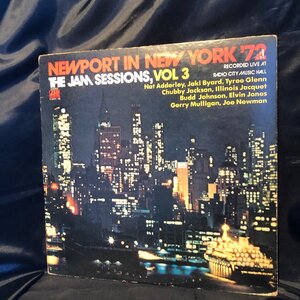 NEWPORT IN NEW YORK '72
THE JAM SESSIONS, VOL 3
RECORDED LIVE AT
RADIO CITY MUSIC HALL
Nat Adderley, Jaki Byard, Tyree Glenn
Chubby Jackson, Illinois Jacquet
Budd Johnson, Elvin Jones
Gerry Mulligan, Joe Newman